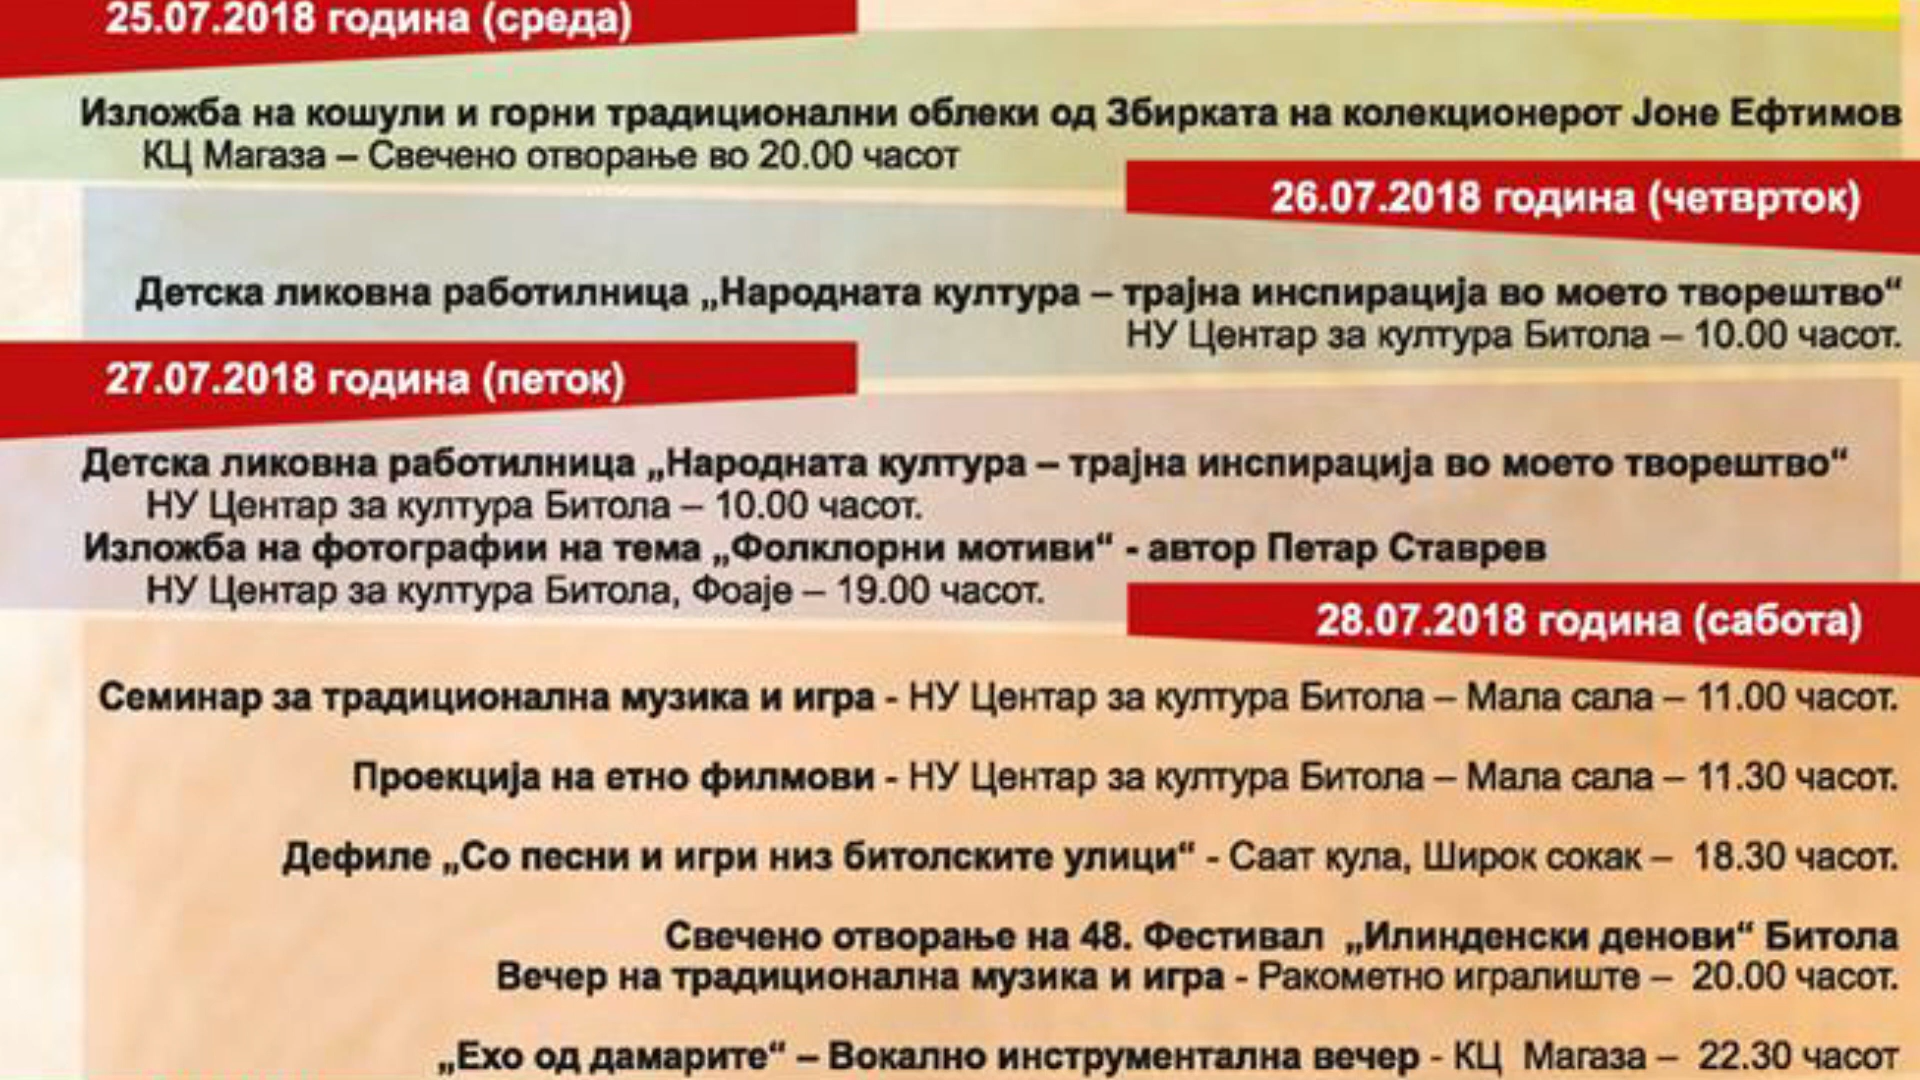 25.07.2018 година (среда)
Изложба на кошули и горни традиционални облеки од Збирката на колекционерот Јоне Ефтимов
КЦ Магаза – Свечено отворање во 20.00 часот
26.07.2018 година (четврток)
Детска ликовна работилница „Народната култура – трајна инспирација во моето творештво“
НУ Центар за култура Битола – 10.00 часот.
27.07.2018 година (петок)
Детска ликовна работилница „Народната култура – трајна инспирација во моето творештво“
НУ Центар за култура Битола – 10.00 часот.
Изложба на фотографии на тема „Фолклорни мотиви“ - автор Петар Ставрев
НУ Центар за култура Битола, Фоаје – 19.00 часот.
28.07.2018 година (сабота)
Семинар за традиционална музика и игра - НУ Центар за култура Битола – Мала сала – 11.00 часот.
Проекција на етно филмови - НУ Центар за култура Битола – Мала сала – 11.30 часот.
Дефиле „Со песни и игри низ битолските улици“ - Саат кула, Широк сокак – 18.30 часот.
Свечено отворање на 48. Фестивал „Илинденски денови“ Битола
Вечер на традиционална музика и игра - Ракометно игралиште – 20.00 часот.
„Ехо од дамарите“ – Вокално инструментална вечер - КЦ Магаза – 22.30 часот